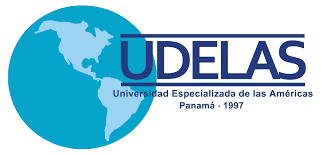 UDELAS
Universidad Especializada de las Américas
Panamá - 1997